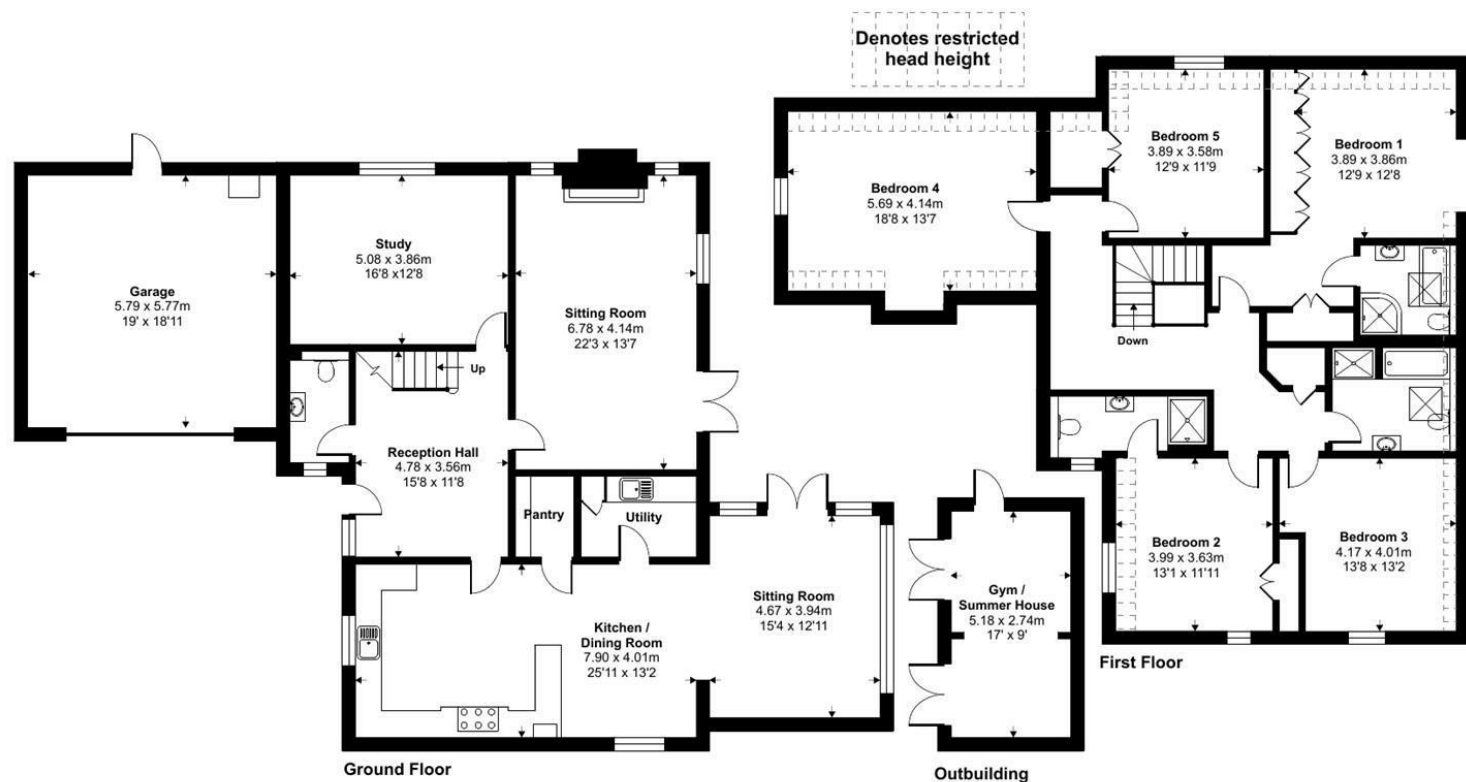 Denotes restricted
head height
Garage
5.79 x 5.77m
19' x 18'11
Study
5.08 x 3.86m
16'8 x12'8
Sitting Room
6.78 x 4.14m
22'3 x 13'7
Up
Reception Hall
4.78 x 3.56m
15'8 x 11'8
Pantry
Utility
Kitchen /
Dining Room
7.90 x 4.01m
25'11 x 13'2
Sitting Room
4.67 x 3.94m
15'4 x 12'11
Ground Floor
Gym /
Summer House
5.18 x 2.74m
17' x 9'
Outbuilding
Bedroom 4
5.69 x 4.14m
18'8 x 13'7
Bedroom 5
3.89 x 3.58m
12'9 x 11'9
Bedroom 1
3.89 x 3.86m
12'9 x 12'8
Down
Bedroom 2
3.99 x 3.63m
13'1 x 11'11
Bedroom 3
4.17 x 4.01m
13'8 x 13'2
First Floor